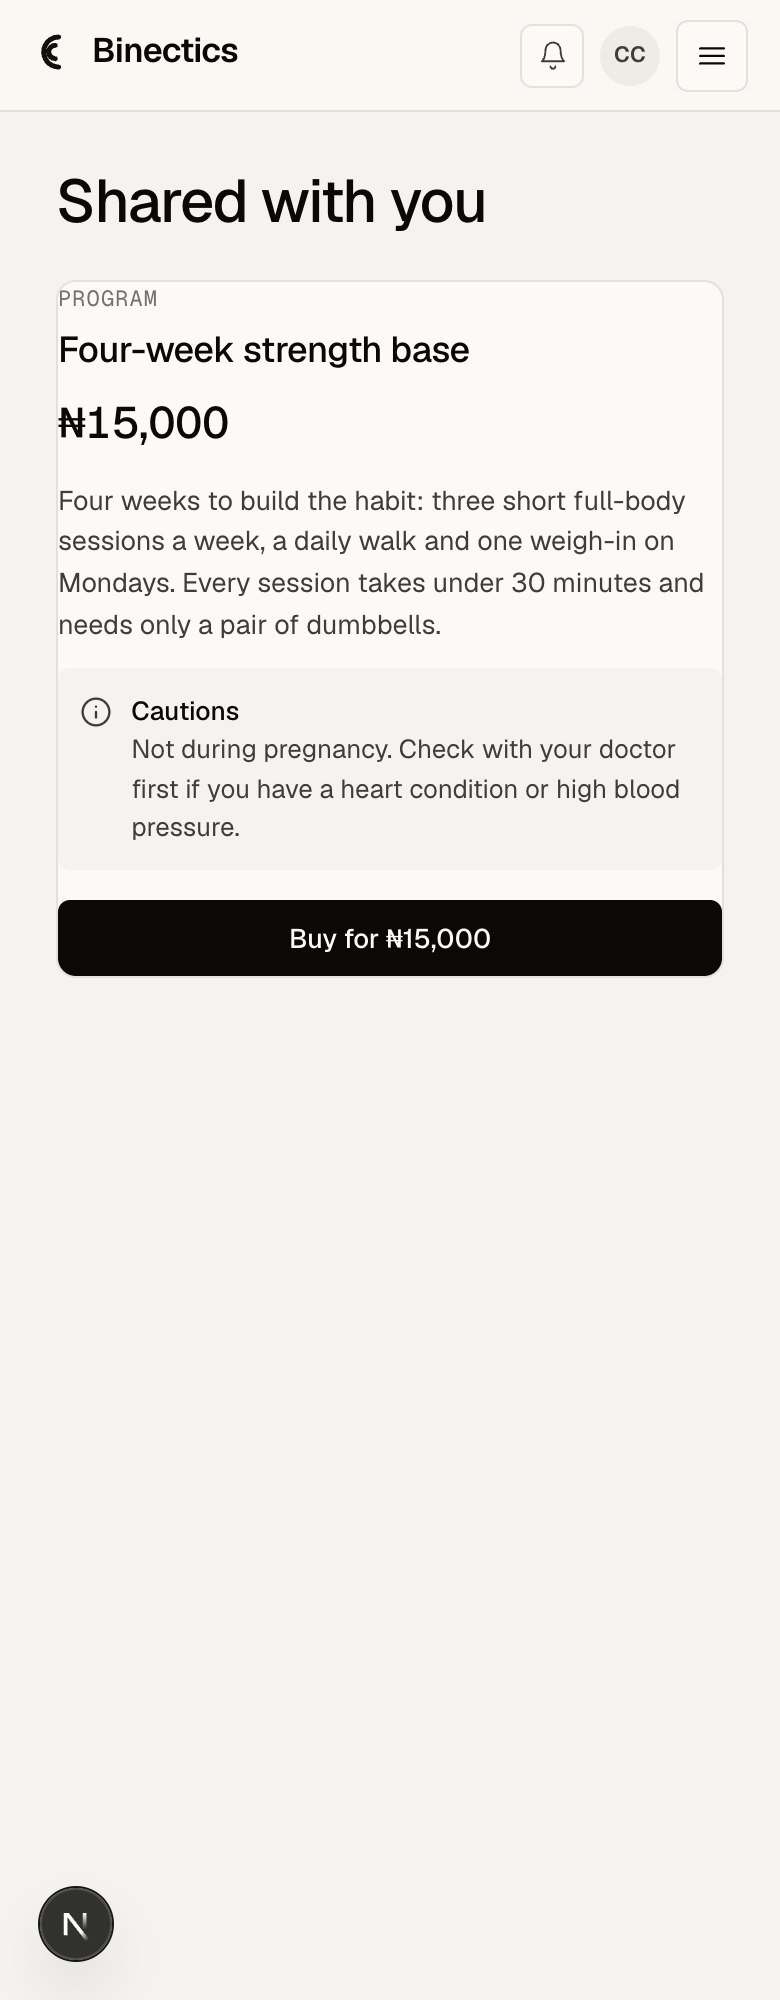 Binectics
CC
Shared with you
PROGRAM
Four-week strength base
₦15,000
Four weeks to build the habit: three short full-body
sessions a week, a daily walk and one weigh-in on
Mondays. Every session takes under 30 minutes and
needs only a pair of dumbbells.
Cautions
Not during pregnancy. Check with your doctor
first if you have a heart condition or high blood
pressure.
Buy for ₦15,000
N